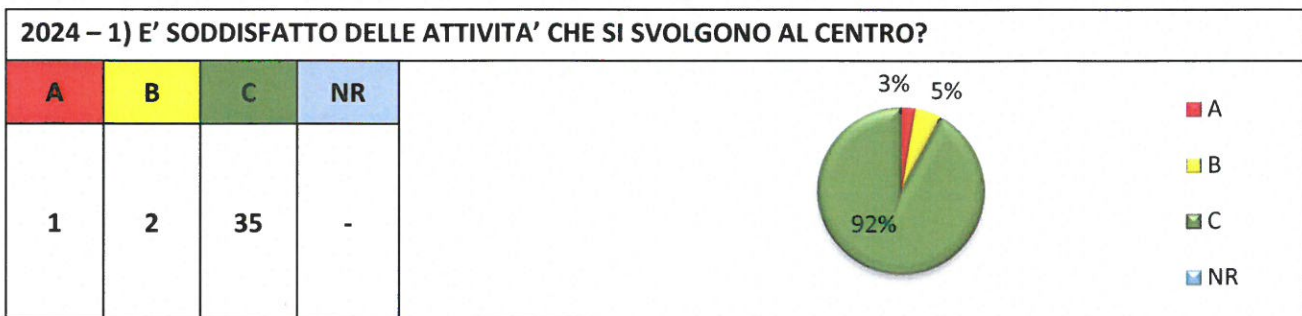 2024 – 1) E’ SODDISFATTO DELLE ATTIVITA’ CHE SI SVOLGONO AL CENTRO?
A B C NR
1 2 35 -
3% 5%
92%
A
B
C
NR